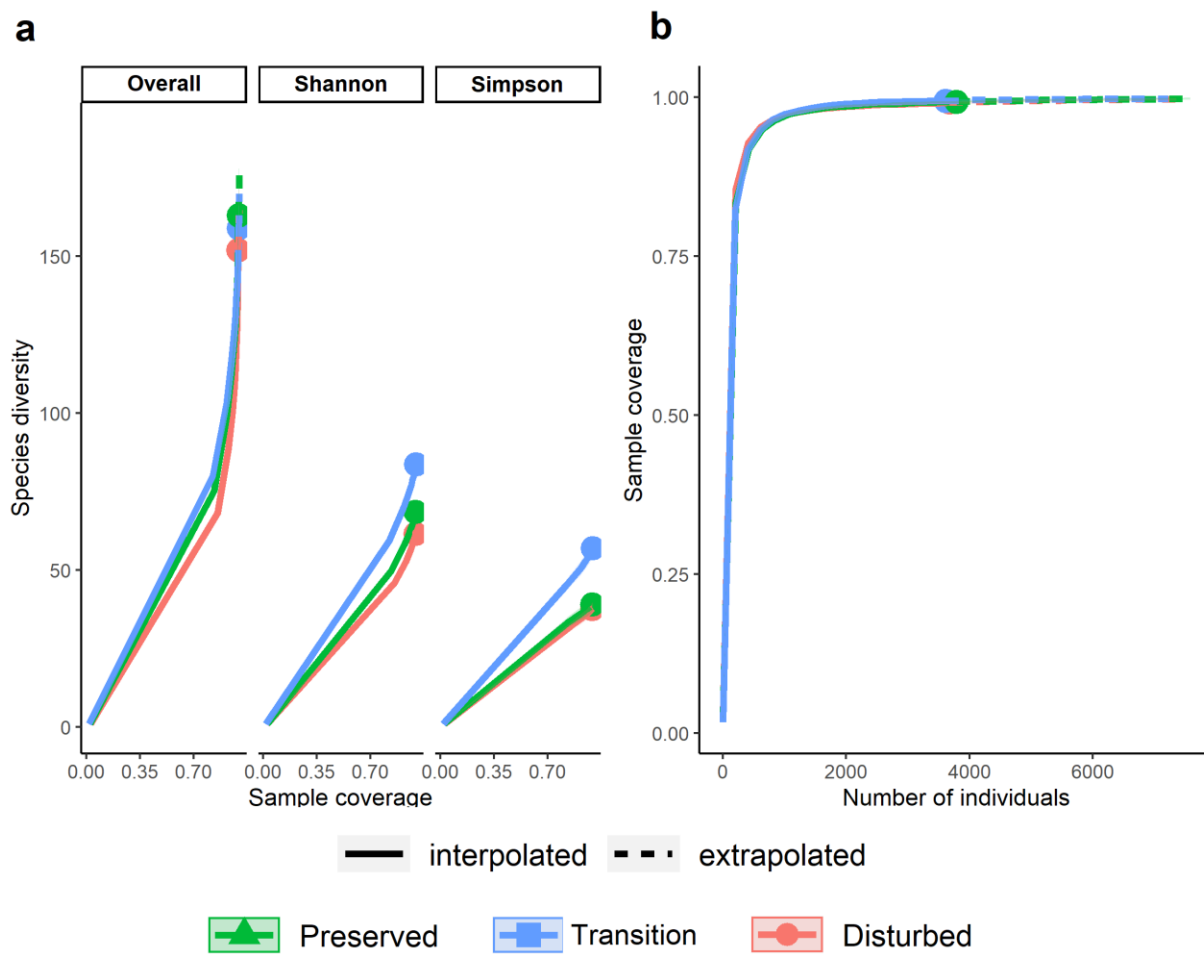 a
b
Overall
Shannon
Simpson
Species diversity
150
100
50
0
0.00 0.35 0.70
0.00 0.35 0.70
0.00 0.35 0.70
Sample coverage
Sample coverage
1.00
0.75
0.50
0.25
0.00
0 2000 4000 6000
Number of individuals
interpolated extrapolated
Preserved Transition Disturbed